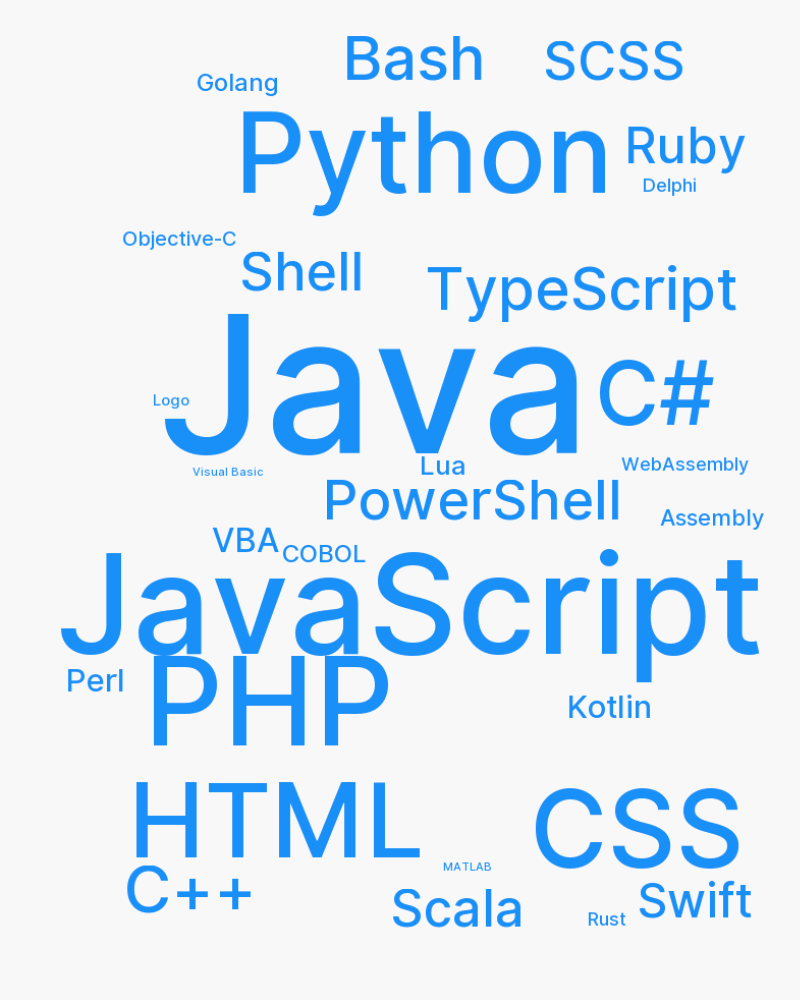 Bash
SCSS
Golang
Python
Ruby
Delphi
Objective-C
Shell
TypeScript
Java
C#
Logo
Lua
WebAssembly
Visual Basic
PowerShell
Assembly
VBA
COBOL
JavaScript
Perl
PHP
Kotlin
HTML
CSS
MATLAB
C++
Scala
Swift
Rust